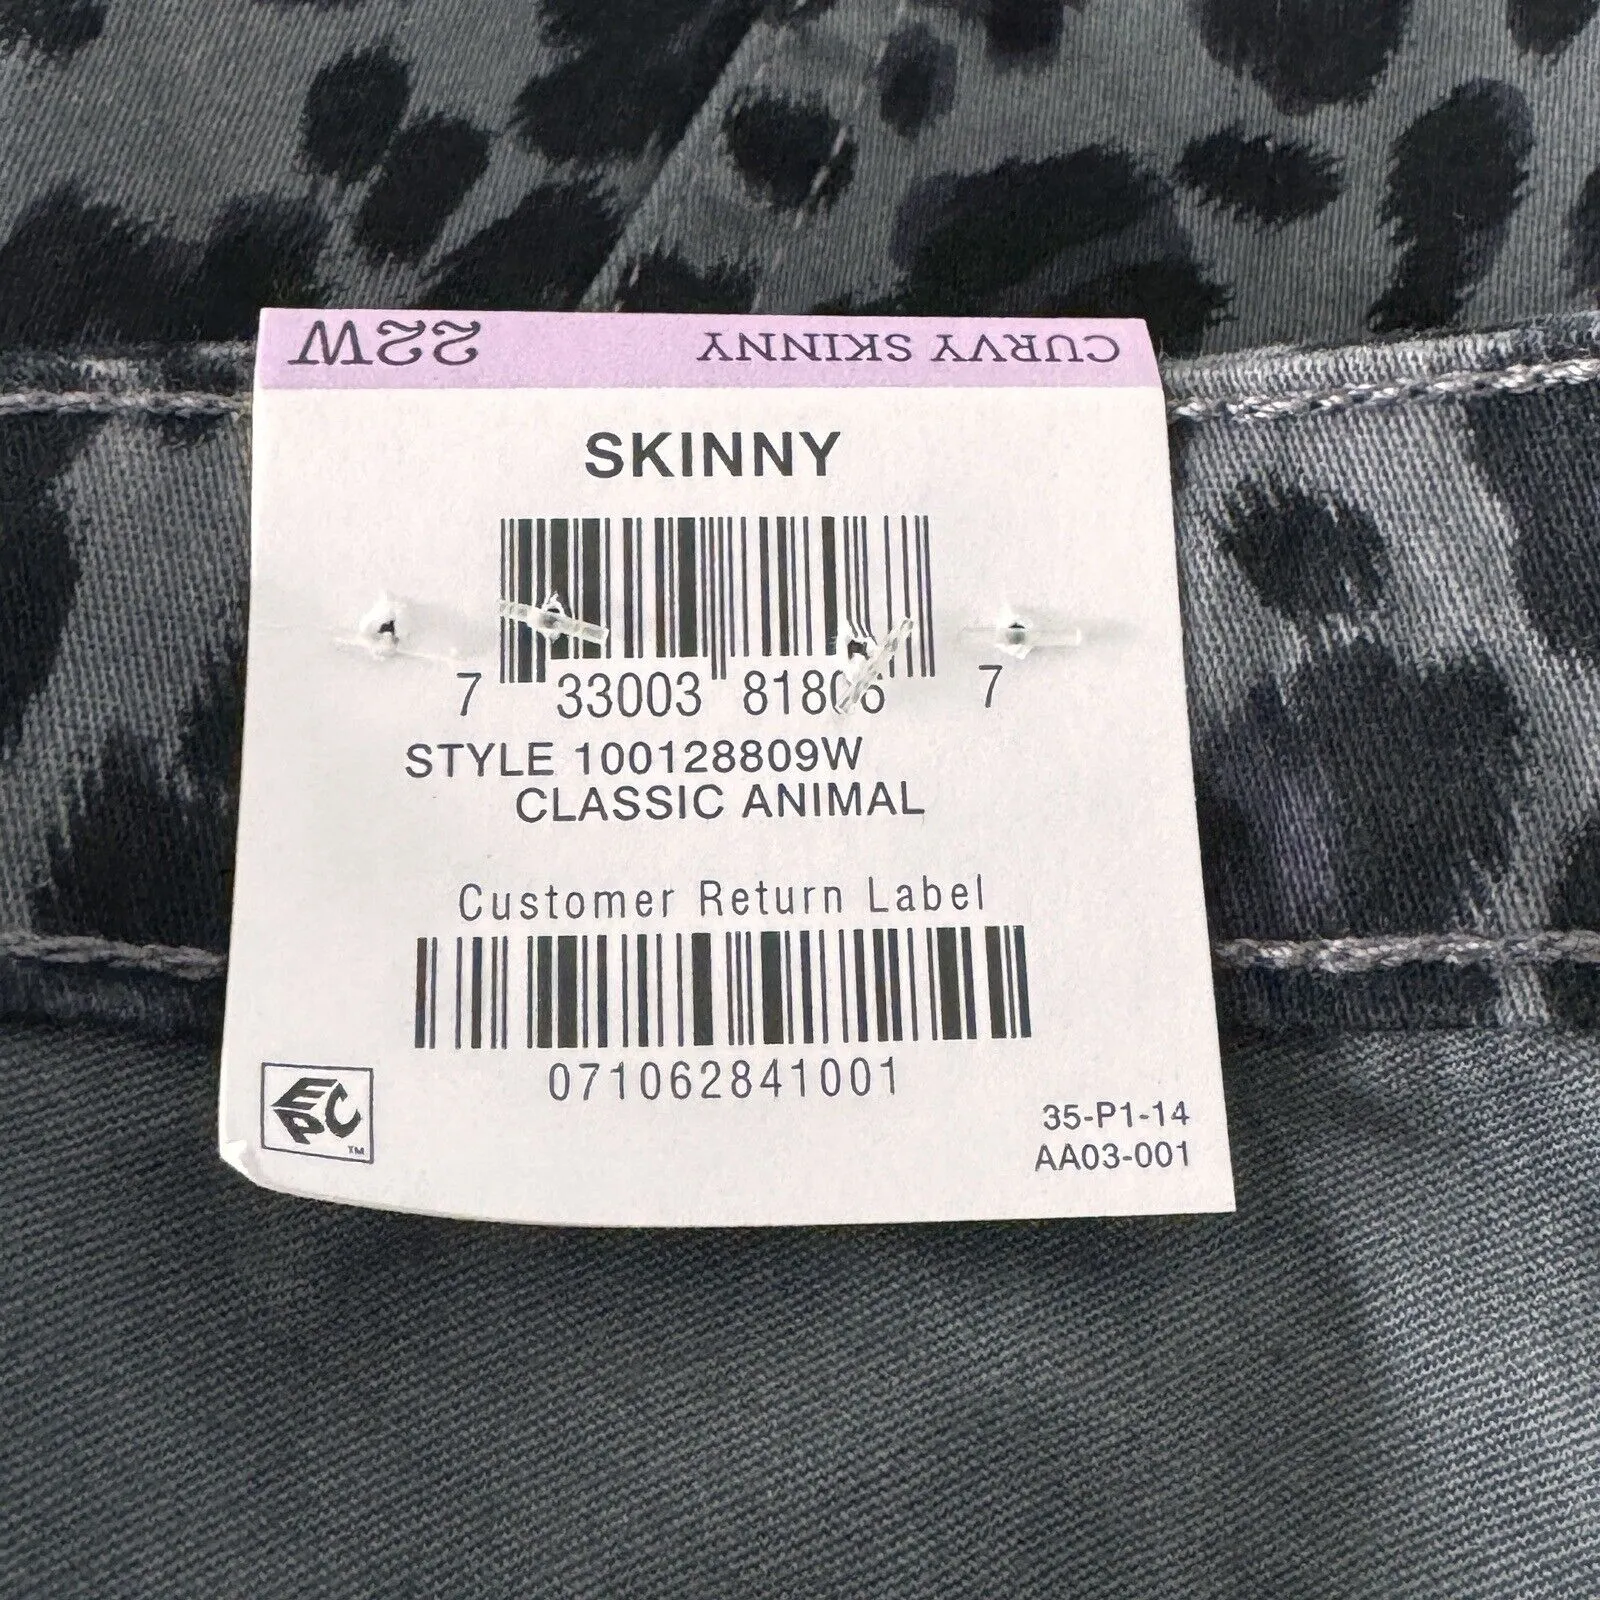 CURVY SKINNY 22W
SKINNY
7 33003 81806 7
STYLE 100128809W
CLASSIC ANIMAL
Customer Return Label
071062841001
EPC TM
35-P1-14
AA03-001